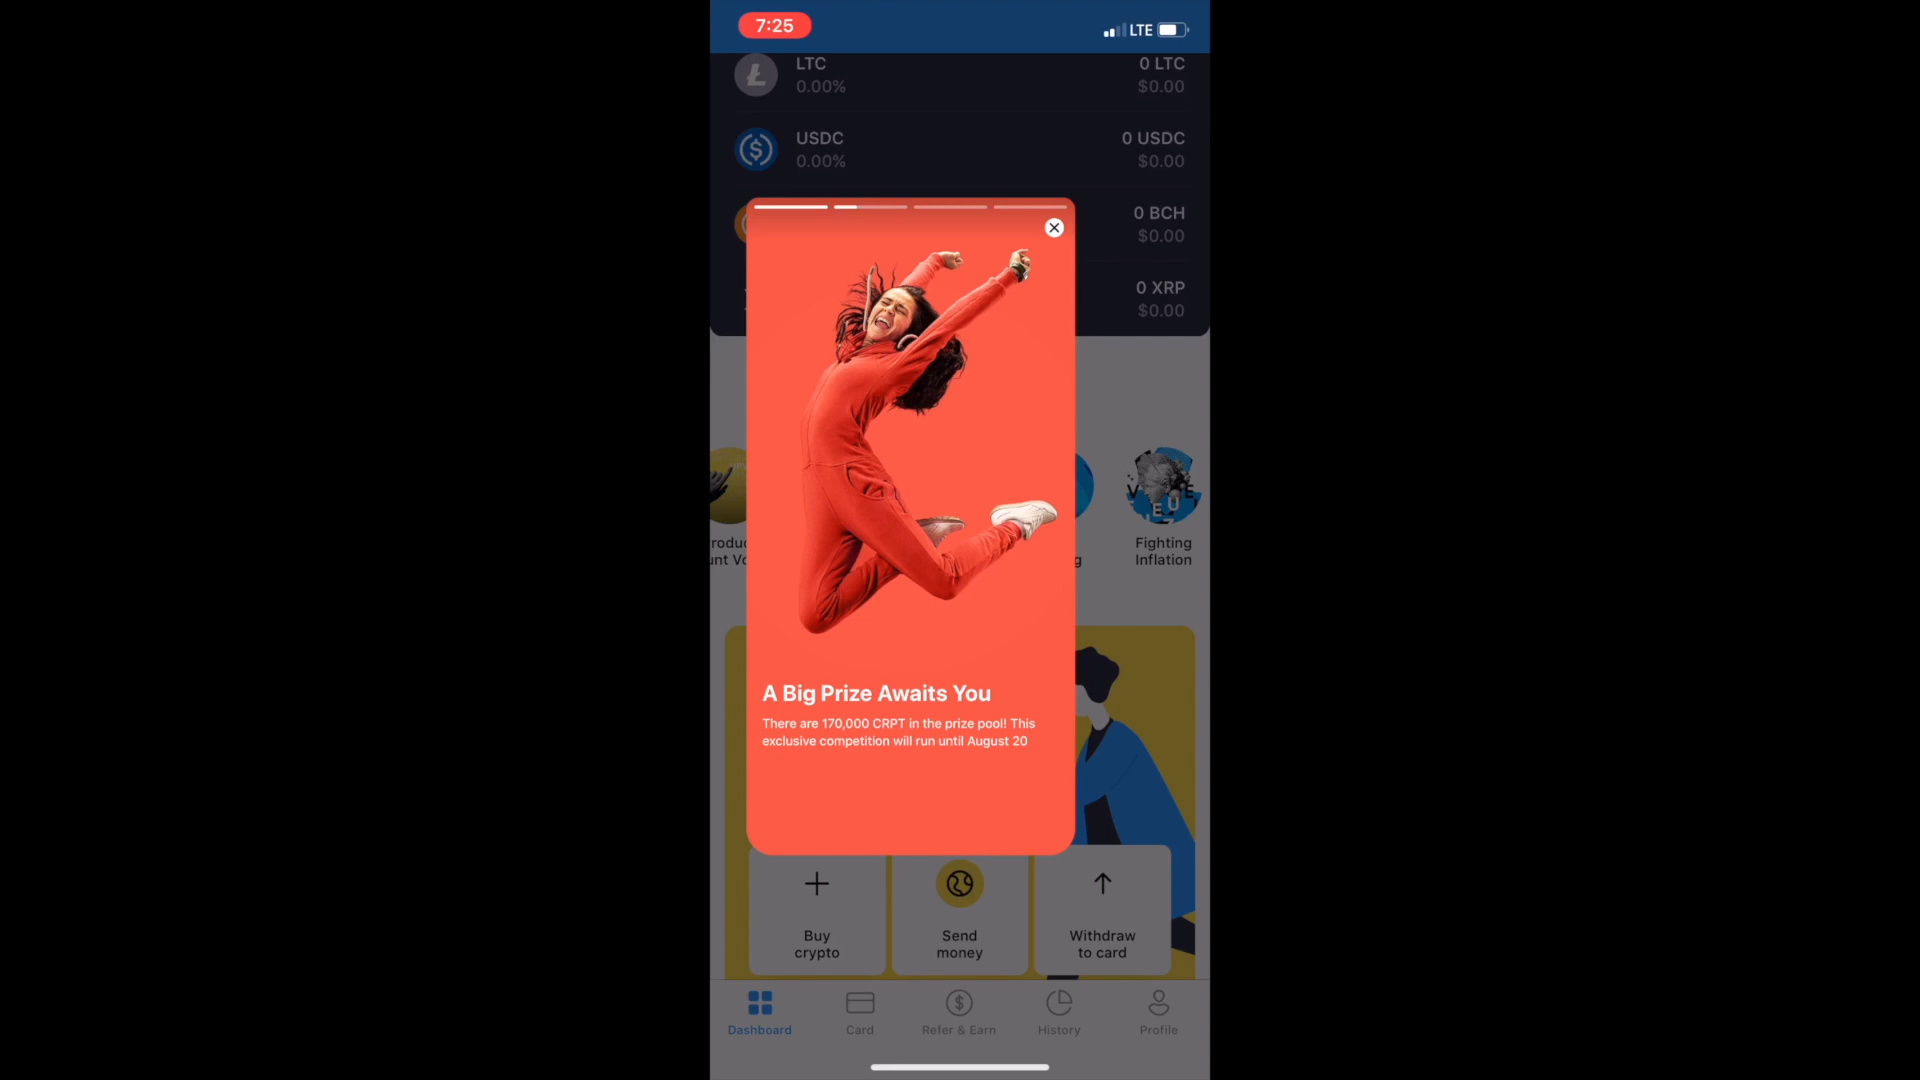 7:25
LTE
LTC
0 LTC
0.00%
$0.00
USDC
0 USDC
0.00%
$0.00
0 BCH
$0.00
0 XRP
$0.00
Fighting
Inflation
A Big Prize Awaits You
There are 170,000 CRPT in the prize pool! This
exclusive competition will run until August 20
Buy
crypto
Send
money
Withdraw
to card
Dashboard
Card
Refer & Earn
History
Profile